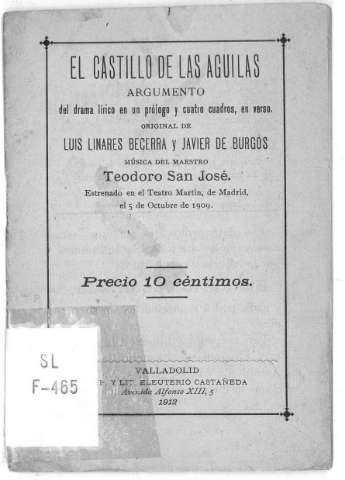 EL CASTILLO DE LAS AGUILAS
ARGUMENTO
del drama lírico en un prólogo y cuatro cuadros, en verso.
ORIGINAL DE
LUIS LINARES BECERRA y JAVIER DE BURGOS
MÚSICA DEL MAESTRO
Teodoro San José.
Estrenado en el Teatro Martín, de Madrid,
el 5 de Octubre de 1909.
Precio 10 céntimos.
SL
F-465
VALLADOLID
P. Y LIT. ELEUTERIO CASTAÑEDA
Avenida Alfonso XIII, 5
1912